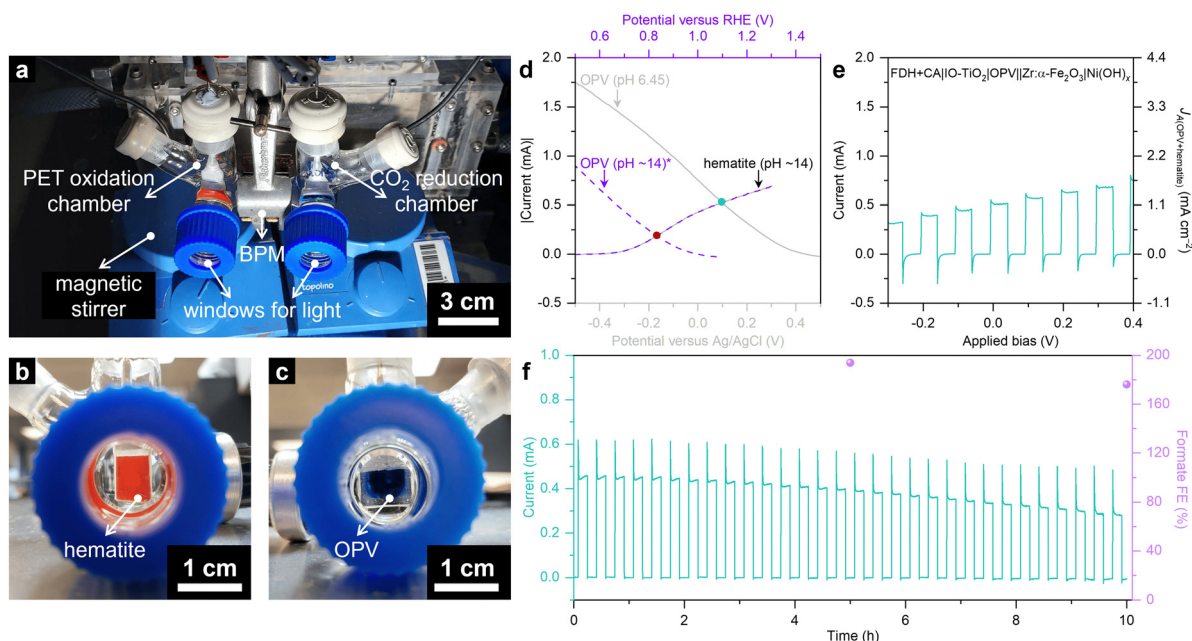 a
PET oxidation
chamber
CO₂ reduction
chamber
BPM
magnetic
stirrer
windows for light
topolino
3 cm
b
hematite
1 cm
c
OPV
1 cm
d
Potential versus RHE (V)
0.6 0.8 1.0 1.3 1.5
2.0
1.5
1.0
0.5
0.0
-0.5
|Current (mA)|
OPV (pH 6.45)
OPV (pH ~14)*
hematite (pH ~14)
-0.4 -0.2 0.0 0.2 0.4
Potential versus Ag/AgCl (V)
e
FDH+CA|IO-TiO₂|OPV||Zr:α-Fe₂O₃|Ni(OH)ₓ
2.0
1.5
1.0
0.5
0.0
-0.5
Current (mA)
4.4
3.3
2.2
1.1
0.0
-1.1
J_A(OPV+hematite) (mA cm⁻²)
-0.2 0.0 0.2 0.4
Applied bias (V)
f
1.0
0.8
0.6
0.4
0.2
0.0
Current (mA)
200
160
120
80
40
0
Formate FE (%)
0 2 4 6 8 10
Time (h)